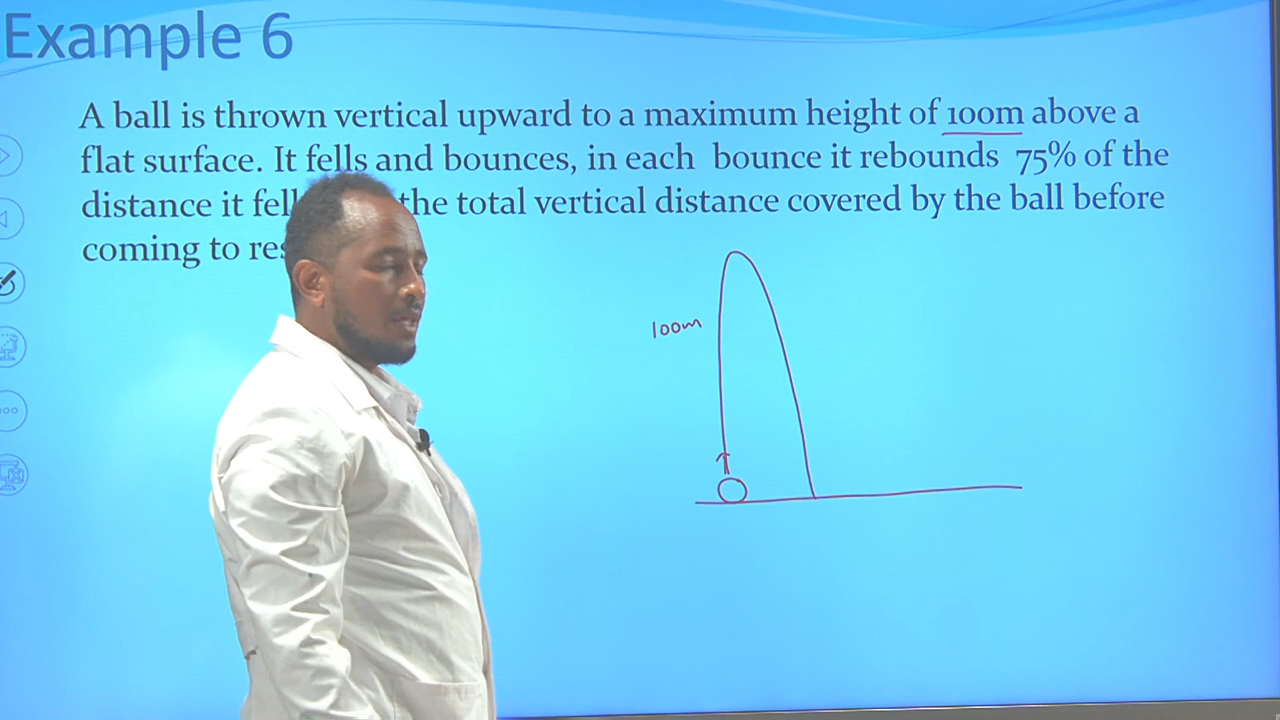 Example 6
A ball is thrown vertical upward to a maximum height of 100m above a
flat surface. It fells and bounces, in each bounce it rebounds 75% of the
distance it fell the total vertical distance covered by the ball before
coming to
100m